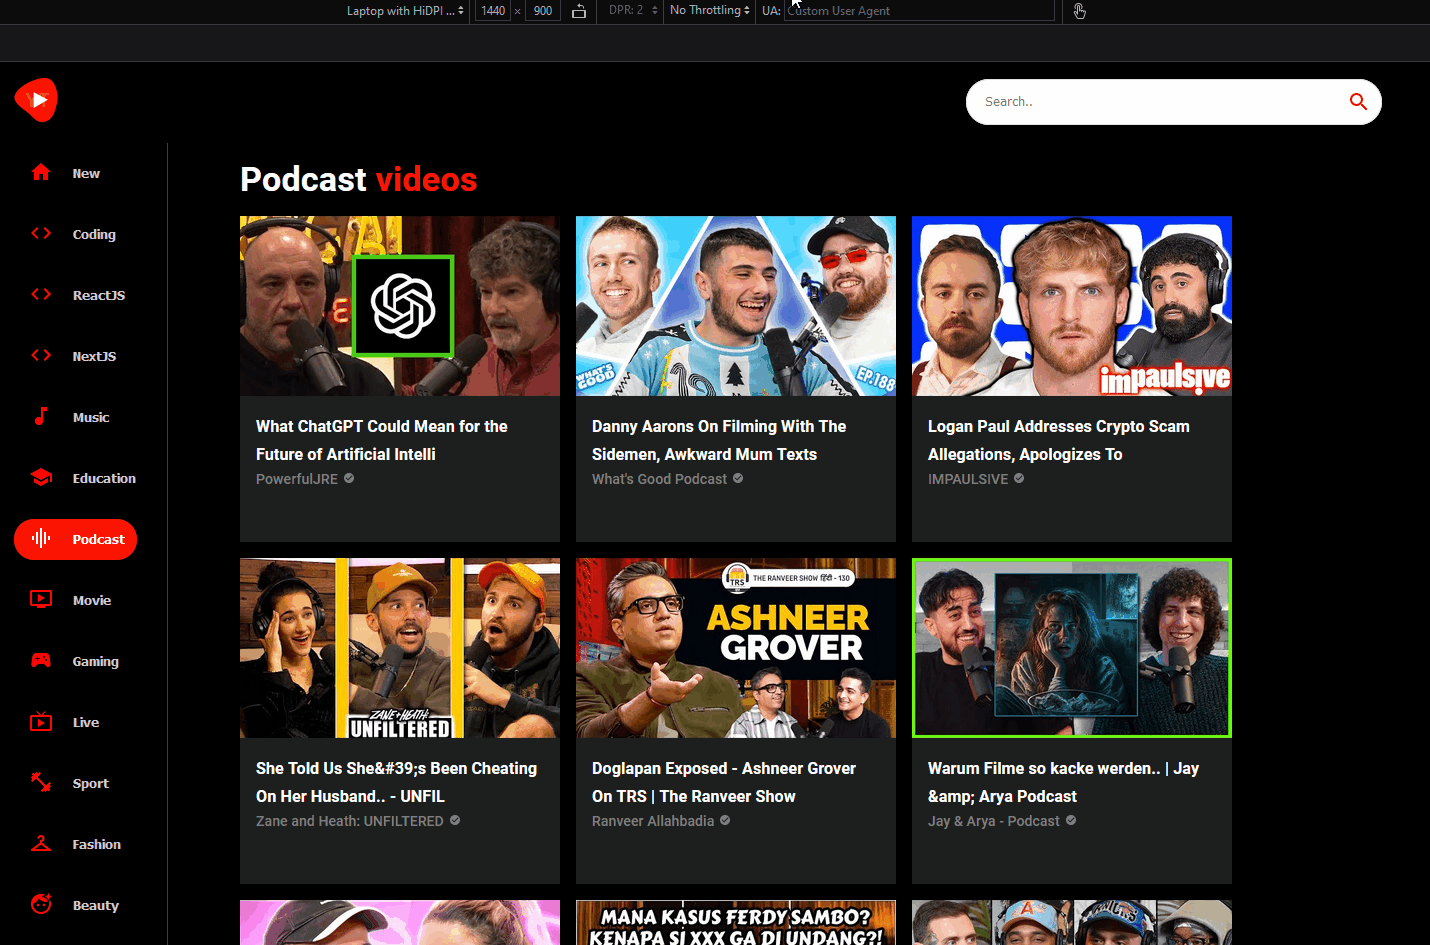 Laptop with HiDPI ...
1440 × 900
DPR: 2
No Throttling
UA: Custom User Agent
Search..
New
Coding
ReactJS
NextJS
Music
Education
Podcast
Movie
Gaming
Live
Sport
Fashion
Beauty
Podcast videos
WHAT'S
GOOD
EP.188
impaulsive
What ChatGPT Could Mean for the
Future of Artificial Intelli
PowerfulJRE
Danny Aarons On Filming With The
Sidemen, Awkward Mum Texts
What's Good Podcast
Logan Paul Addresses Crypto Scam
Allegations, Apologizes To
IMPAULSIVE
ZANE AND HEATH:
UNFILTERED
TRS
THE RANVEER SHOW हिंदी - 130
ASHNEER
GROVER
She Told Us She&#39;s Been Cheating
On Her Husband.. - UNFIL
Zane and Heath: UNFILTERED
Doglapan Exposed - Ashneer Grover
On TRS | The Ranveer Show
Ranveer Allahbadia
Warum Filme so kacke werden.. | Jay
&amp; Arya Podcast
Jay & Arya - Podcast
MANA KASUS FERDY SAMBO?
KENAPA SI XXX GA DI UNDANG?!